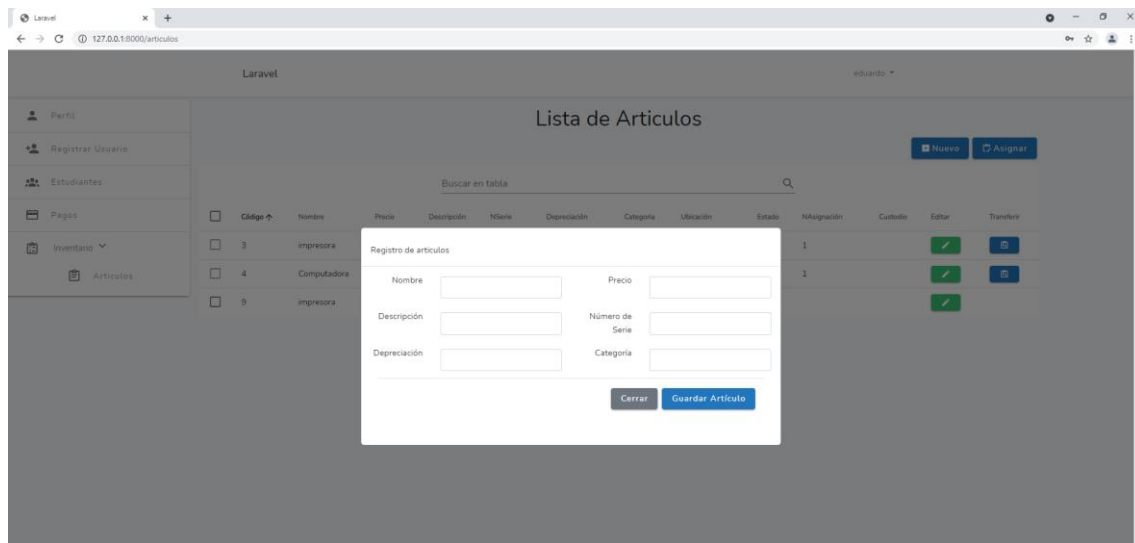 Laravel
127.0.0.1:8000/articulos
Laravel
eduardo
Perfil
Registrar Usuario
Estudiantes
Pagos
Inventario
Articulos
Lista de Articulos
Nuevo Asignar
Buscar en tabla
Código Nombre Precio Descripción NSerie Depreciación Categoria Ubicación Estado NAsignación Custodio Editar Transferir
3 impresora 1
4 Computadora 1
9 impresora
Registro de articulos
Nombre Precio
Descripción Número de
Serie
Depreciación Categoría
Cerrar Guardar Artículo